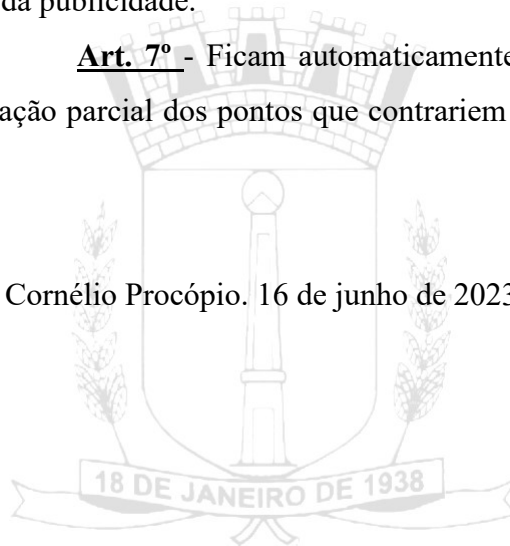 da publicidade.
Art. 7º - Ficam automaticamente
ação parcial dos pontos que contrariem
Cornélio Procópio. 16 de junho de 2023
18 DE JANEIRO DE 1938